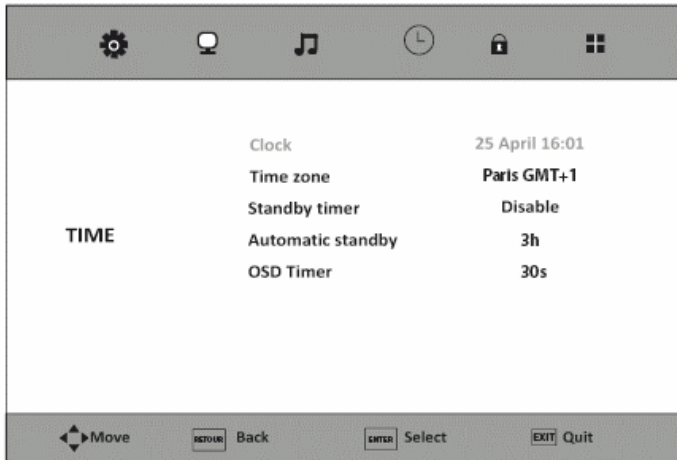 Clock 25 April 16:01
Time zone Paris GMT+1
Standby timer Disable
TIME
Automatic standby 3h
OSD Timer 30s
Move RETOUR Back ENTER Select EXIT Quit